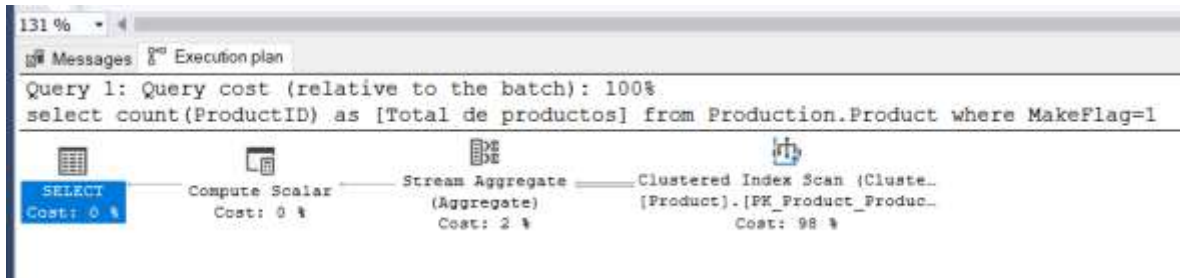 131 %
Messages Execution plan
Query 1: Query cost (relative to the batch): 100%
select count(ProductID) as [Total de productos] from Production.Product where MakeFlag=1
SELECT
Cost: 0 %
Compute Scalar
Cost: 0 %
Stream Aggregate
(Aggregate)
Cost: 2 %
Clustered Index Scan (Cluste…
[Product].[PK_Product_Produc…
Cost: 98 %